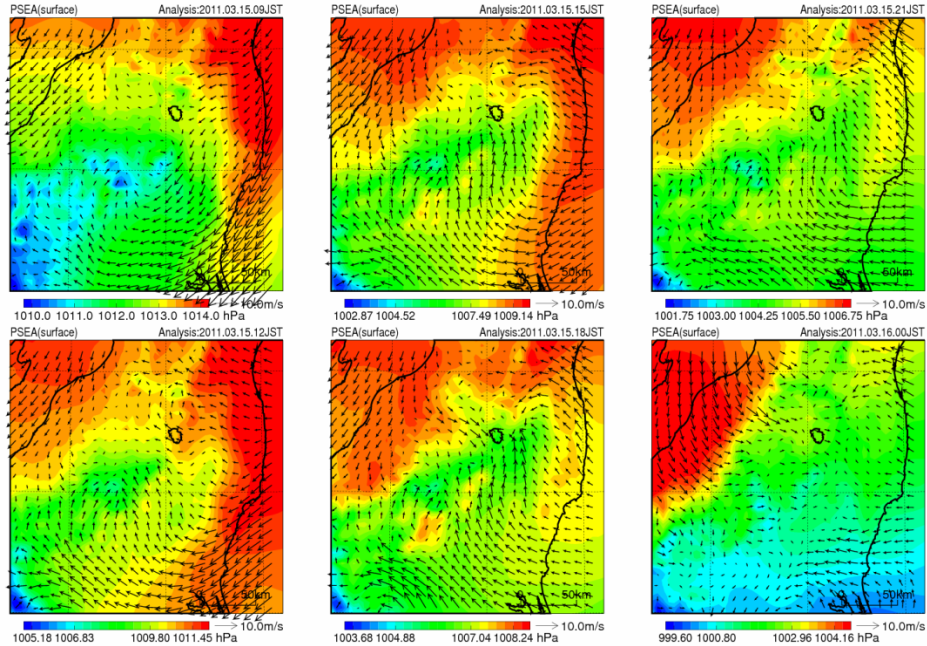 PSEA(surface) Analysis:2011.03.15.09JST
50km
1010.0 1011.0 1012.0 1013.0 1014.0 hPa 10.0m/s
PSEA(surface) Analysis:2011.03.15.15JST
50km
1002.87 1004.52 1007.49 1009.14 hPa 10.0m/s
PSEA(surface) Analysis:2011.03.15.21JST
50km
1001.75 1003.00 1004.25 1005.50 1006.75 hPa 10.0m/s
PSEA(surface) Analysis:2011.03.15.12JST
50km
1005.18 1006.83 1009.80 1011.45 hPa 10.0m/s
PSEA(surface) Analysis:2011.03.15.18JST
50km
1003.68 1004.88 1007.04 1008.24 hPa 10.0m/s
PSEA(surface) Analysis:2011.03.16.00JST
50km
999.60 1000.80 1002.96 1004.16 hPa 10.0m/s